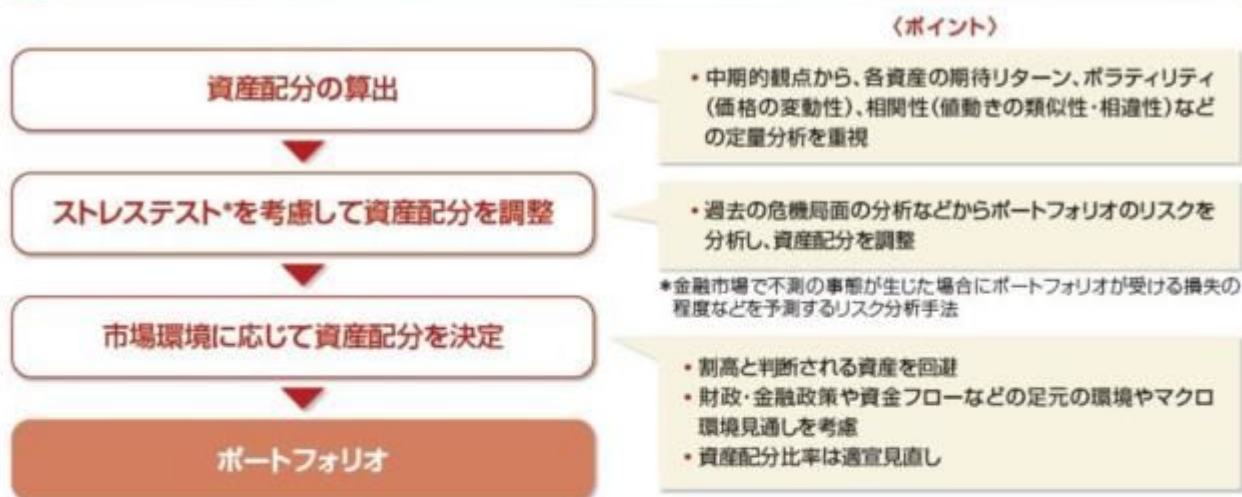 〈ポイント〉
資産配分の算出
• 中期的観点から、各資産の期待リターン、ボラティリティ
(価格の変動性)、相関性(値動きの類似性・相違性)など
の定量分析を重視
ストレステスト*を考慮して資産配分を調整
• 過去の危機局面の分析などからポートフォリオのリスクを
分析し、資産配分を調整
*金融市場で不測の事態が生じた場合にポートフォリオが受ける損失の
程度などを予測するリスク分析手法
市場環境に応じて資産配分を決定
• 割高と判断される資産を回避
• 財政・金融政策や資金フローなどの足元の環境やマクロ
環境見通しを考慮
• 資産配分比率は適宜見直し
ポートフォリオ